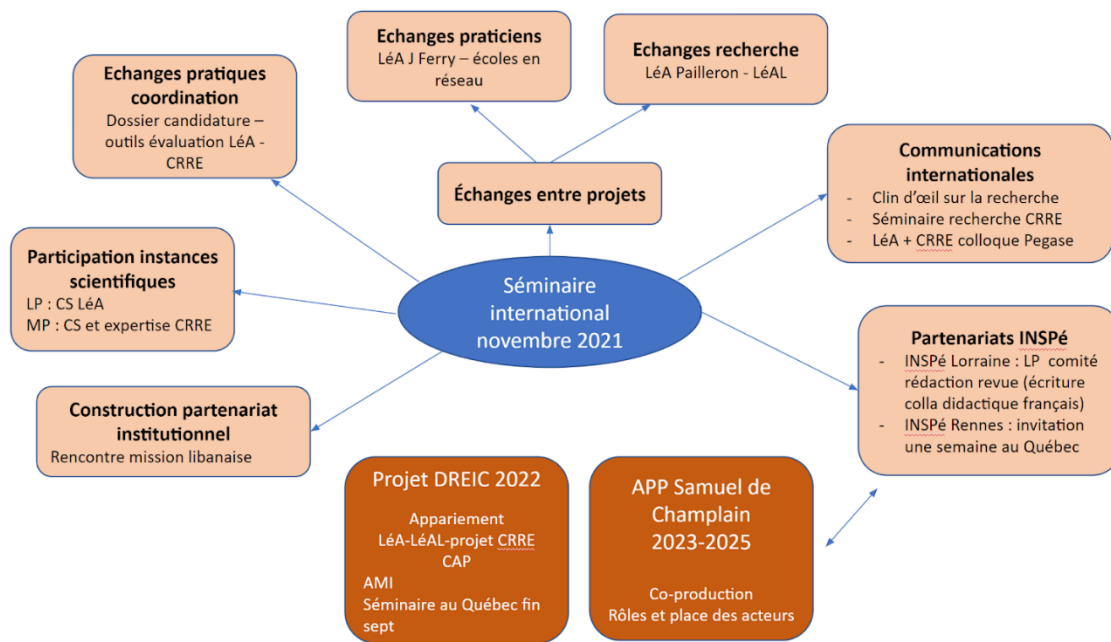 Echanges praticiens
LéA J Ferry – écoles en
réseau
Echanges recherche
LéA Pailleron - LéAL
Echanges pratiques
coordination
Dossier candidature –
outils évaluation LéA -
CRRE
Échanges entre projets
Communications
internationales
- Clin d’œil sur la recherche
- Séminaire recherche CRRE
- LéA + CRRE colloque Pegase
Participation instances
scientifiques
LP : CS LéA
MP : CS et expertise CRRE
Séminaire
international
novembre 2021
Partenariats INSPé
- INSPé Lorraine : LP comité
rédaction revue (écriture
colla didactique français)
- INSPé Rennes : invitation
une semaine au Québec
Construction partenariat
institutionnel
Rencontre mission libanaise
Projet DREIC 2022
Appariement
LéA-LéAL-projet CRRE
CAP
AMI
Séminaire au Québec fin
sept
APP Samuel de
Champlain
2023-2025
Co-production
Rôles et place des acteurs